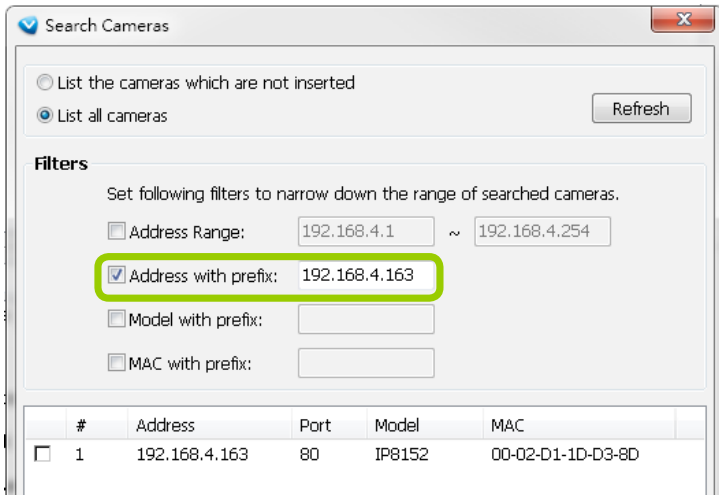 Search Cameras
List the cameras which are not inserted
List all cameras
Refresh
Filters
Set following filters to narrow down the range of searched cameras.
Address Range: 192.168.4.1 ~ 192.168.4.254
Address with prefix: 192.168.4.163
Model with prefix:
MAC with prefix:
# Address Port Model MAC
1 192.168.4.163 80 IP8152 00-02-D1-1D-D3-8D